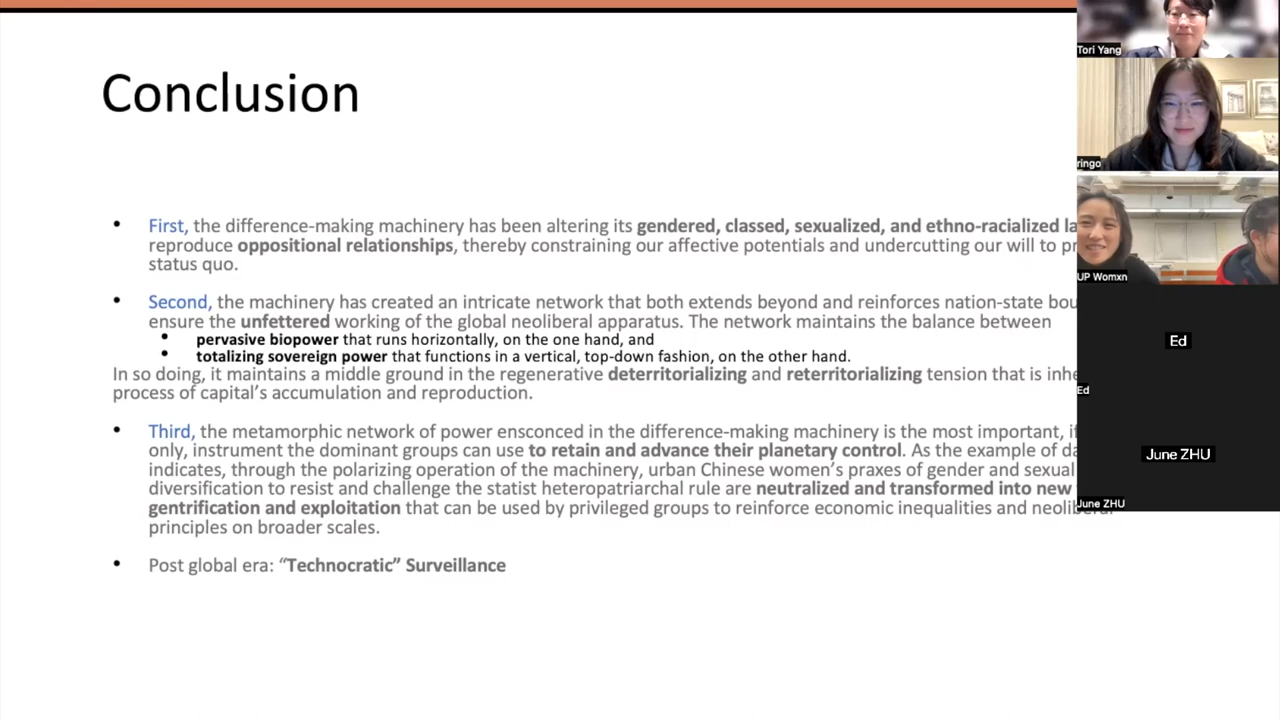 Conclusion
• First, the difference-making machinery has been altering its gendered, classed, sexualized, and ethno-racialized
reproduce oppositional relationships, thereby constraining our affective potentials and undercutting our will to
status quo.
• Second, the machinery has created an intricate network that both extends beyond and reinforces nation-state
ensure the unfettered working of the global neoliberal apparatus. The network maintains the balance between
• pervasive biopower that runs horizontally, on the one hand, and
• totalizing sovereign power that functions in a vertical, top-down fashion, on the other hand.
In so doing, it maintains a middle ground in the regenerative deterritorializing and reterritorializing tension that is
process of capital's accumulation and reproduction.
• Third, the metamorphic network of power ensconced in the difference-making machinery is the most important,
only, instrument the dominant groups can use to retain and advance their planetary control. As the example of
indicates, through the polarizing operation of the machinery, urban Chinese women's praxes of gender and sexual
diversification to resist and challenge the statist heteropatriarchal rule are neutralized and transformed into new
gentrification and exploitation that can be used by privileged groups to reinforce economic inequalities and
principles on broader scales.
• Post global era: “Technocratic” Surveillance
Tori Yang
ringo
UP Womxn
Ed
Ed
June ZHU
June ZHU